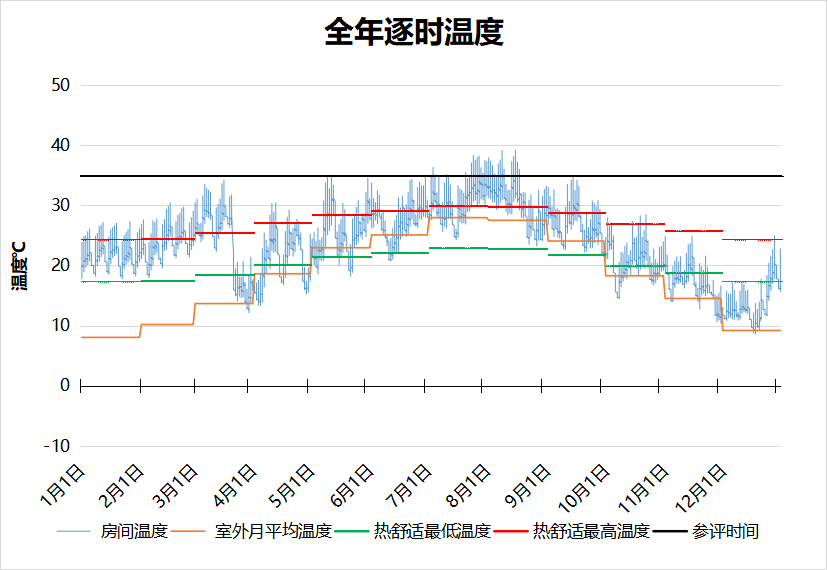 全年逐时温度
温度℃
50
40
30
20
10
0
-10
1月1日
2月1日
3月1日
4月1日
5月1日
6月1日
7月1日
8月1日
9月1日
10月1日
11月1日
12月1日
房间温度 室外月平均温度 热舒适最低温度 热舒适最高温度 参评时间